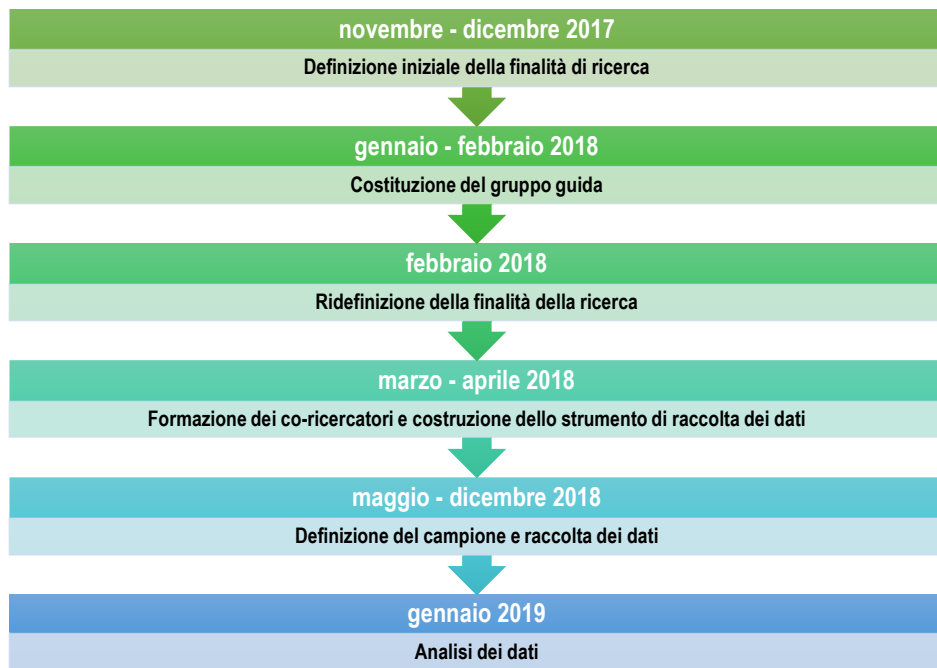 novembre - dicembre 2017
Definizione iniziale della finalità di ricerca
gennaio - febbraio 2018
Costituzione del gruppo guida
febbraio 2018
Ridefinizione della finalità della ricerca
marzo - aprile 2018
Formazione dei co-ricercatori e costruzione dello strumento di raccolta dei dati
maggio - dicembre 2018
Definizione del campione e raccolta dei dati
gennaio 2019
Analisi dei dati